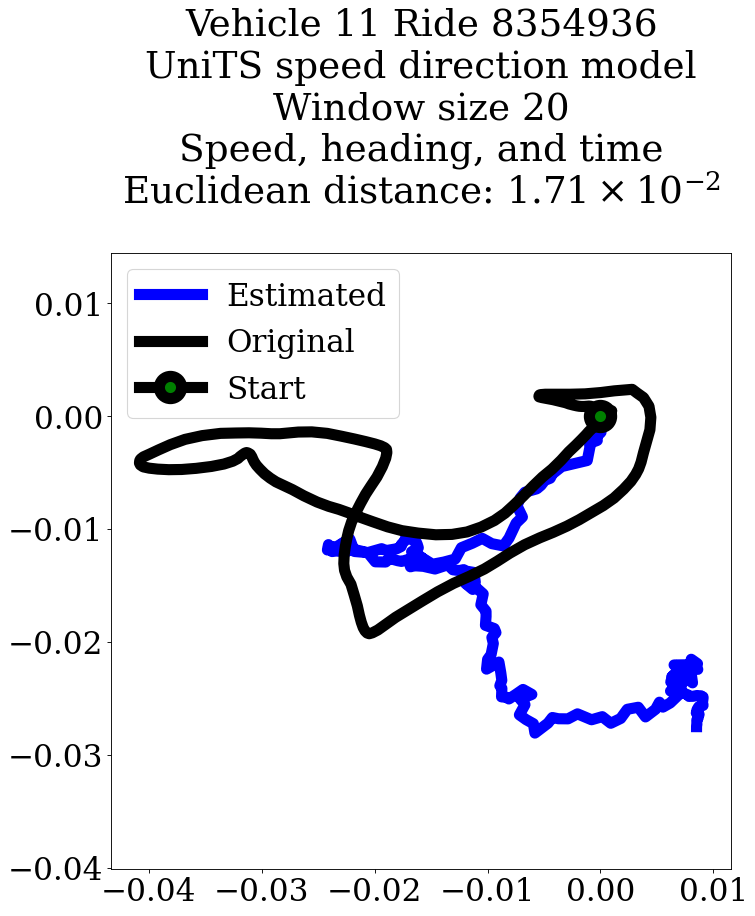 Vehicle 11 Ride 8354936
UniTS speed direction model
Window size 20
Speed, heading, and time
Euclidean distance: 1.71 × 10⁻²
Estimated
Original
Start
0.01
0.00
−0.01
−0.02
−0.03
−0.04
−0.04 −0.03 −0.02 −0.01 0.00 0.01